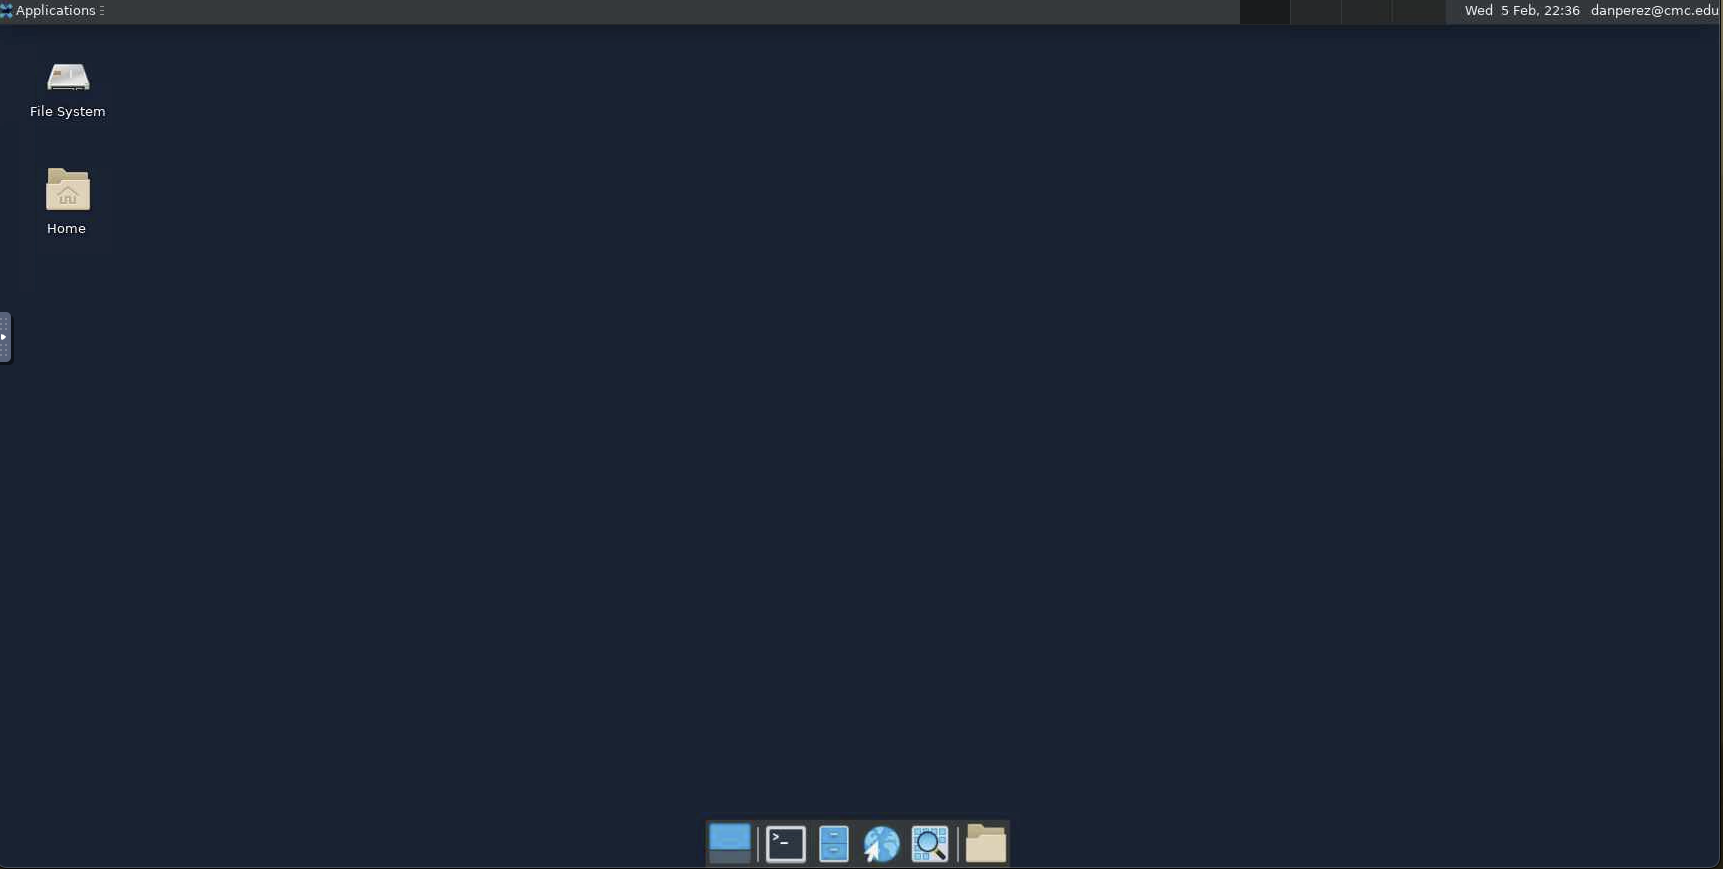 Applications
Wed 5 Feb, 22:36 danperez@cmc.edu
File System
Home
>_